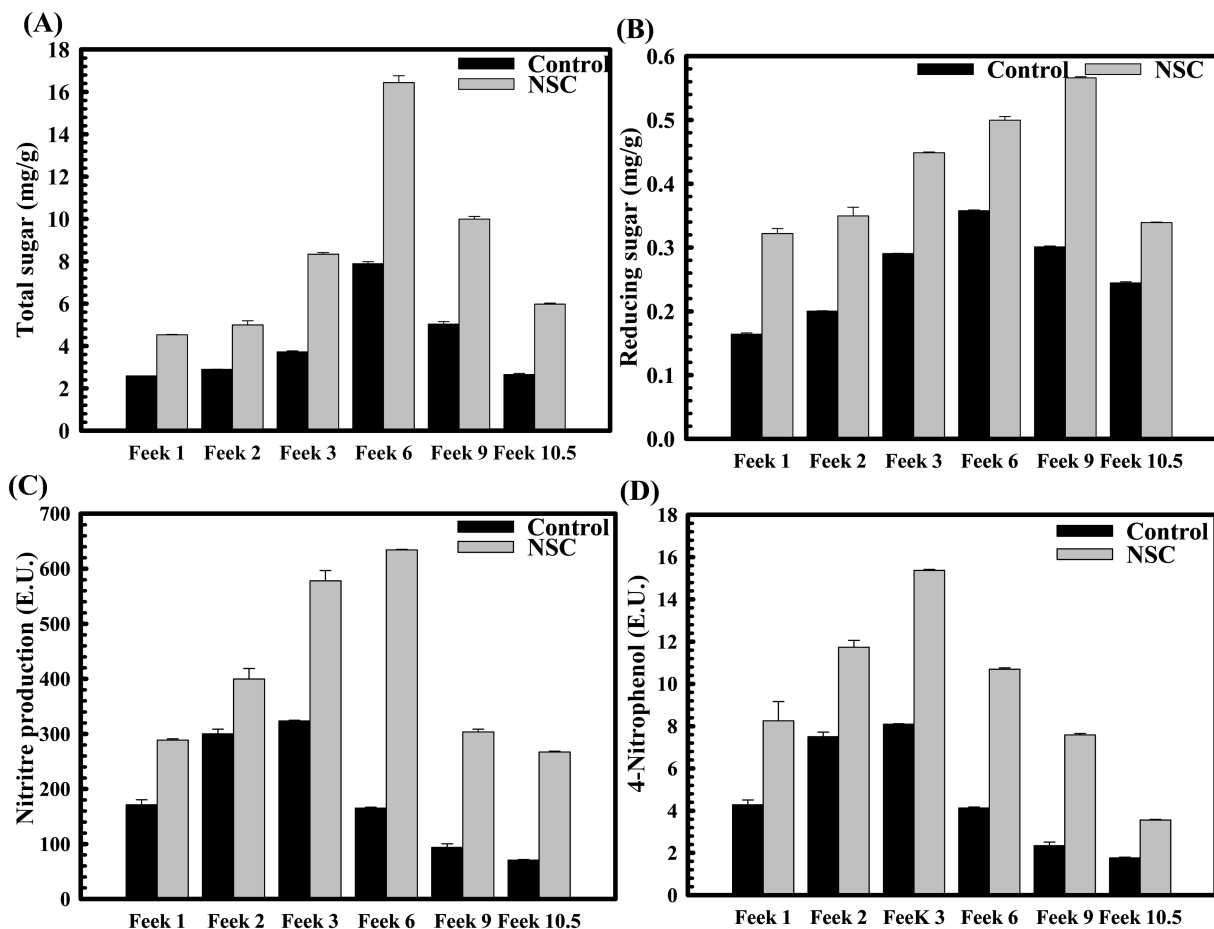 (A)
Total sugar (mg/g)
18
16
14
12
10
8
6
4
2
0
Control
NSC
Feek 1 Feek 2 Feek 3 Feek 6 Feek 9 Feek 10.5
(B)
Reducing sugar (mg/g)
0.6
0.5
0.4
0.3
0.2
0.1
0.0
Control NSC
Feek 1 Feek 2 Feek 3 Feek 6 Feek 9 Feek 10.5
(C)
Nitritre production (E.U.)
700
600
500
400
300
200
100
0
Control
NSC
Feek 1 Feek 2 Feek 3 Feek 6 Feek 9 Feek 10.5
(D)
4-Nitrophenol (E.U.)
18
16
14
12
10
8
6
4
2
0
Control
NSC
Feek 1 Feek 2 FeeK 3 Feek 6 Feek 9 Feek 10.5